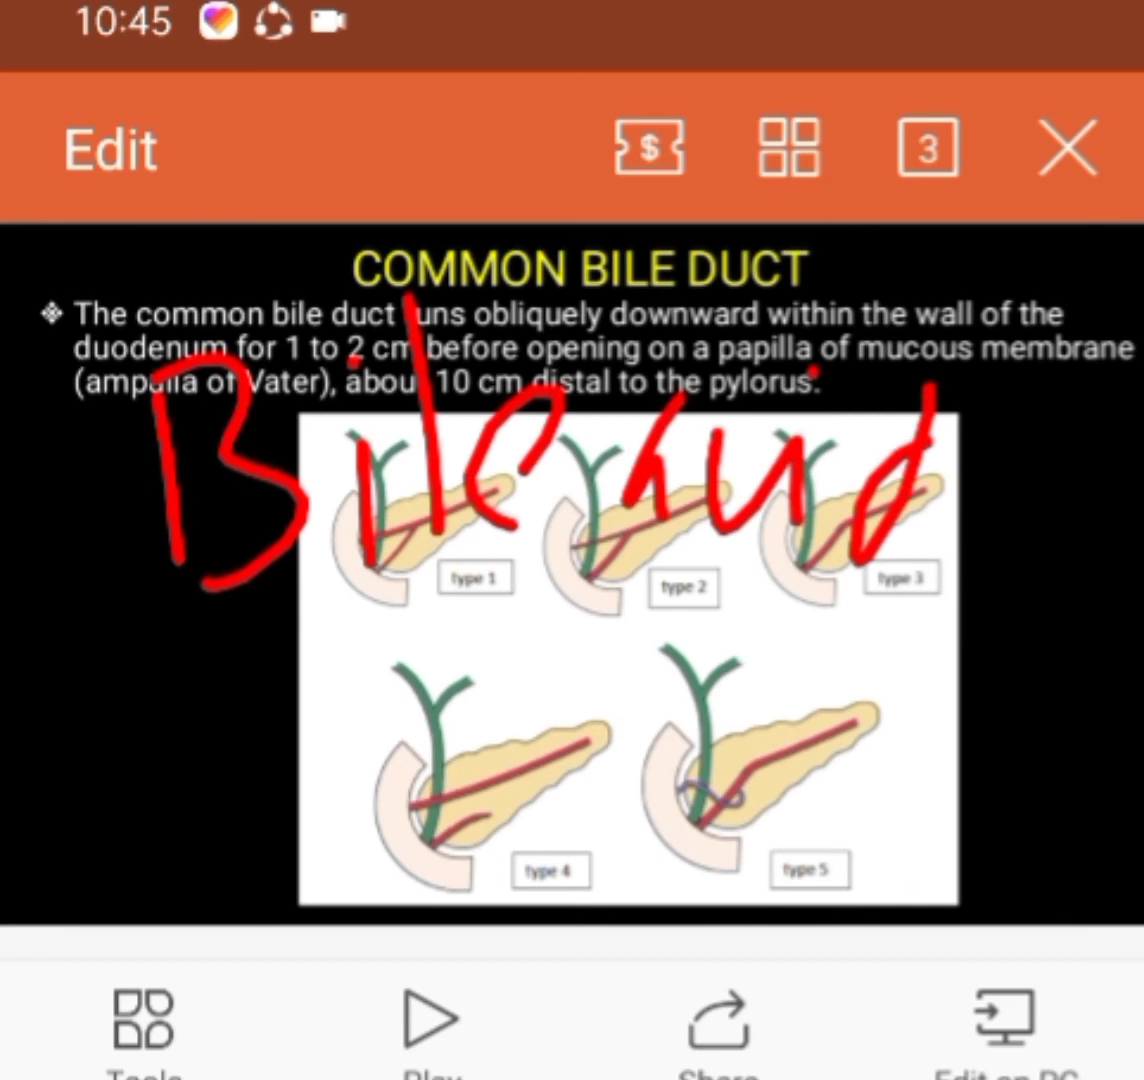 10:45
Edit
$
3
COMMON BILE DUCT
❖ The common bile duct runs obliquely downward within the wall of the
duodenum for 1 to 2 cm before opening on a papilla of mucous membrane
(ampulla of Vater), about 10 cm distal to the pylorus.
Bile
type 1
type 2
type 3
type 4
type 5
Tools
Play
Share
Edit on PC